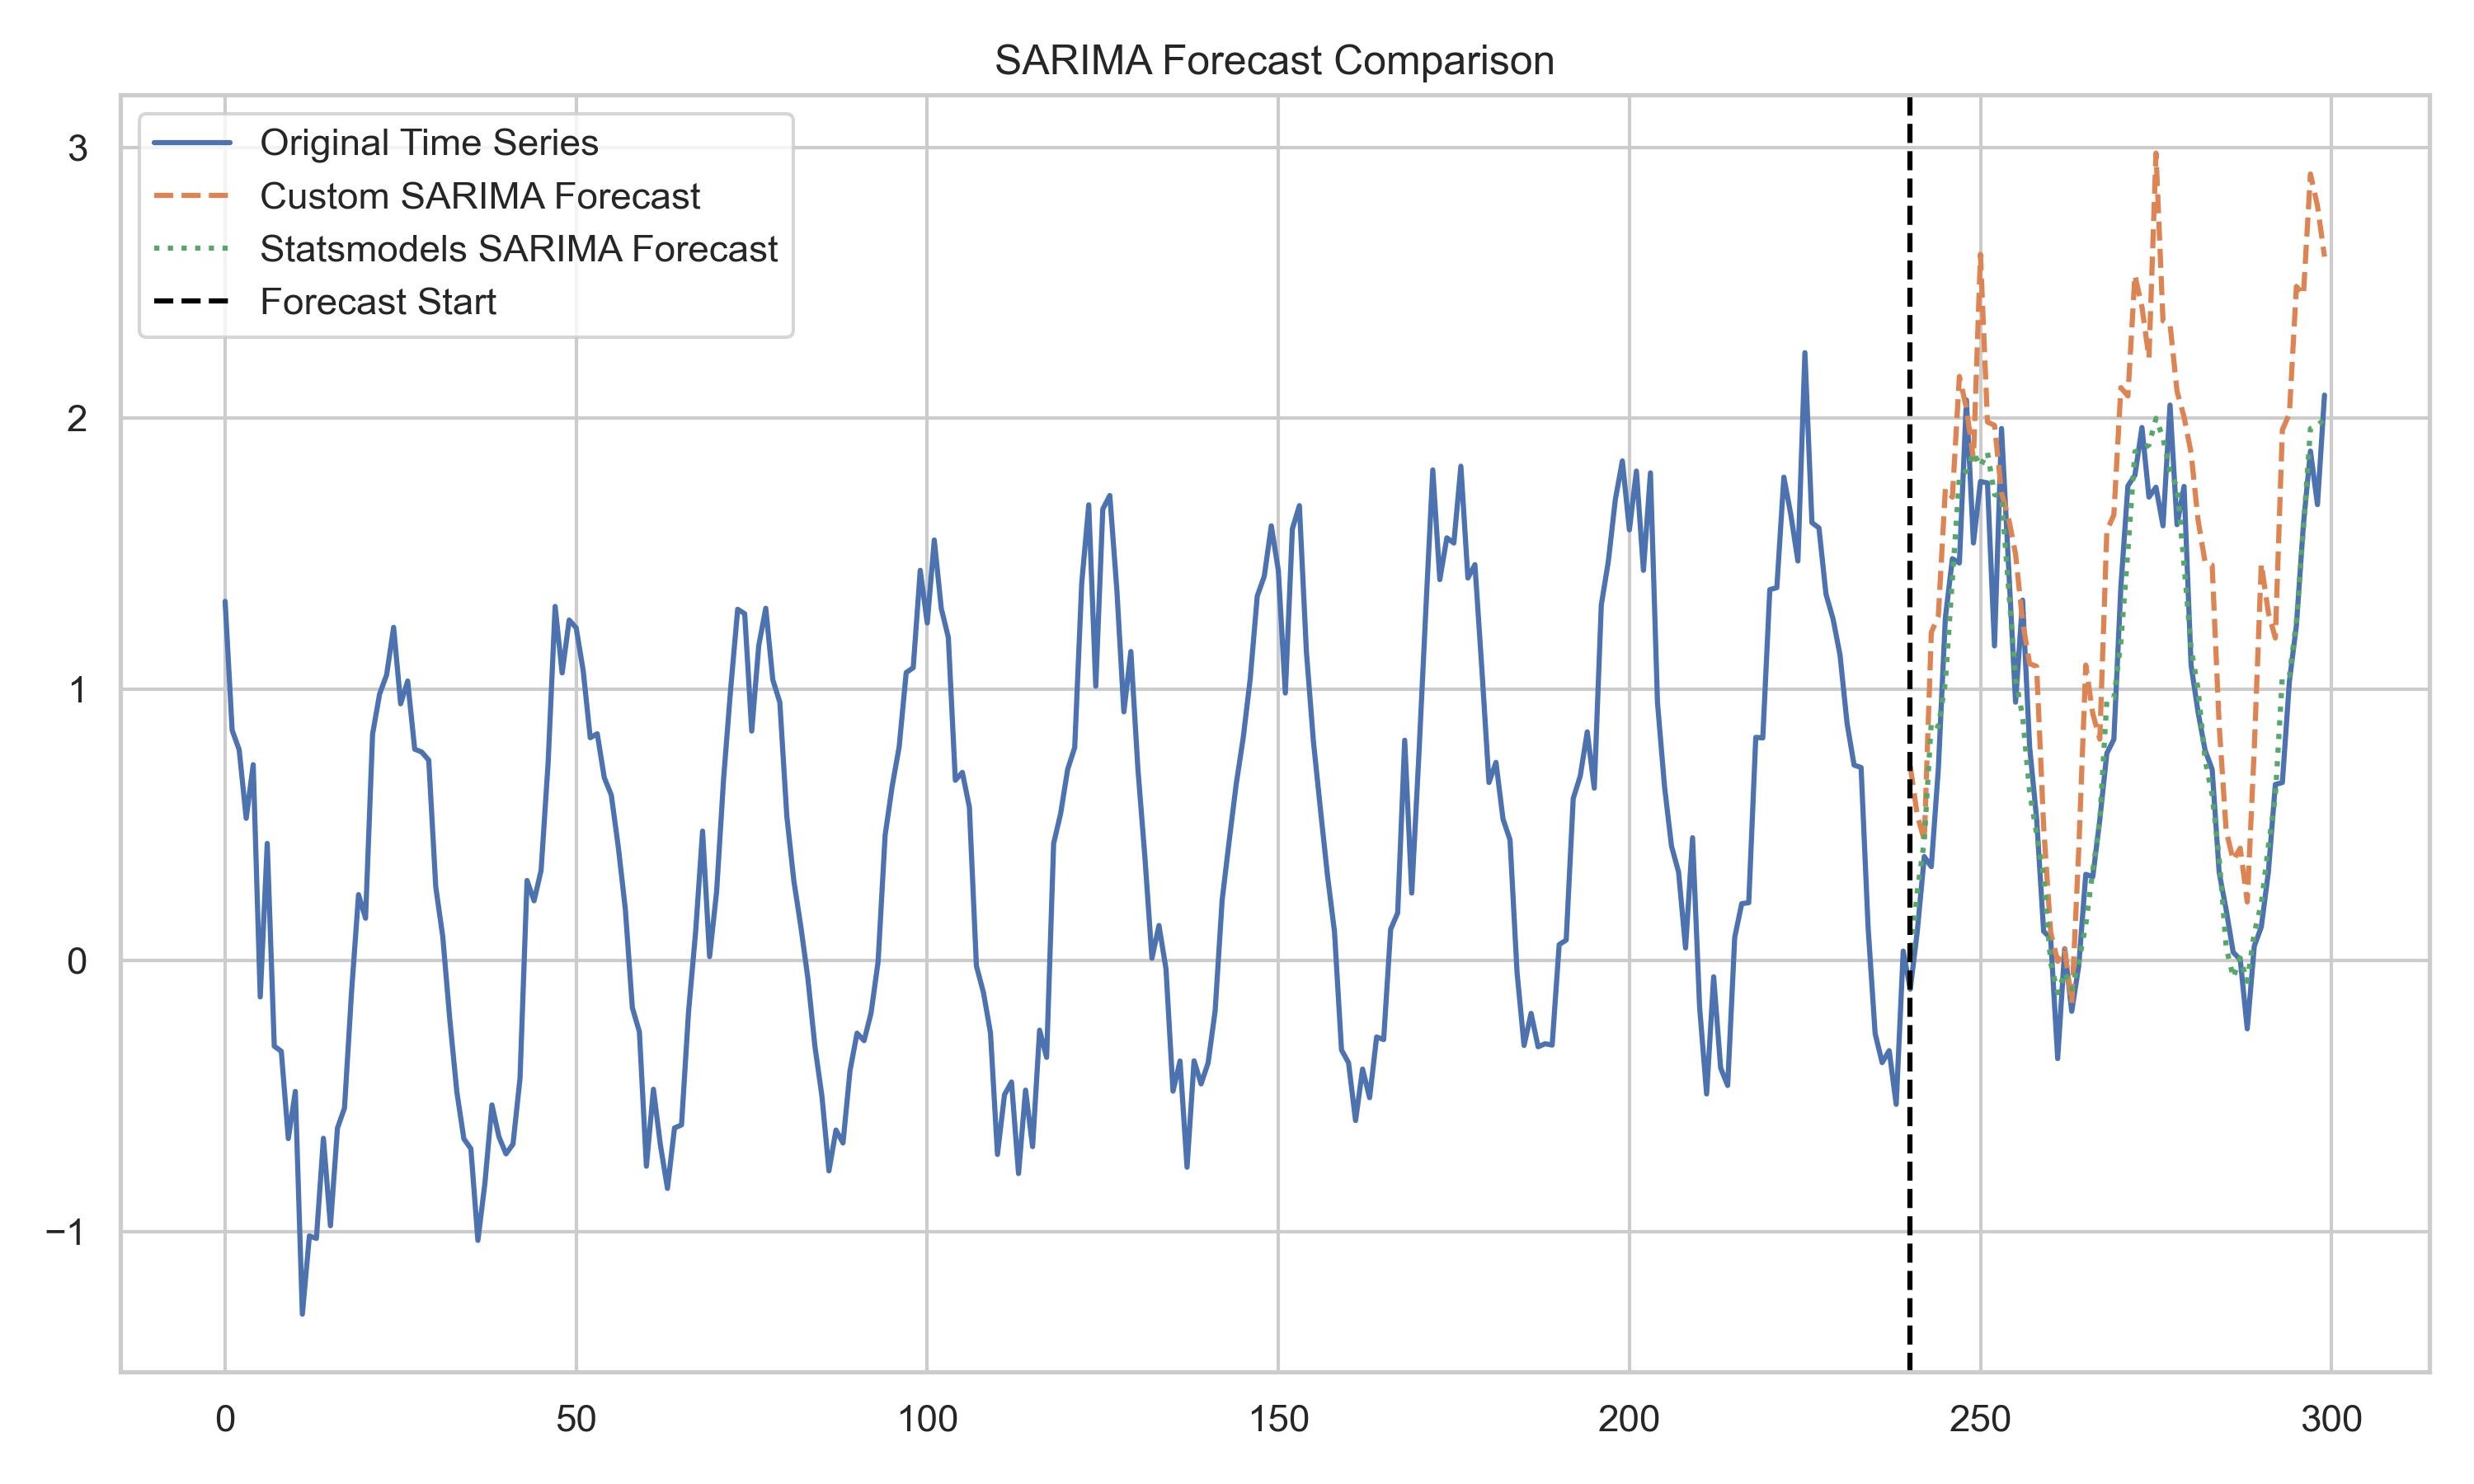 SARIMA Forecast Comparison
Original Time Series
Custom SARIMA Forecast
Statsmodels SARIMA Forecast
Forecast Start
3
2
1
0
−1
0 50 100 150 200 250 300